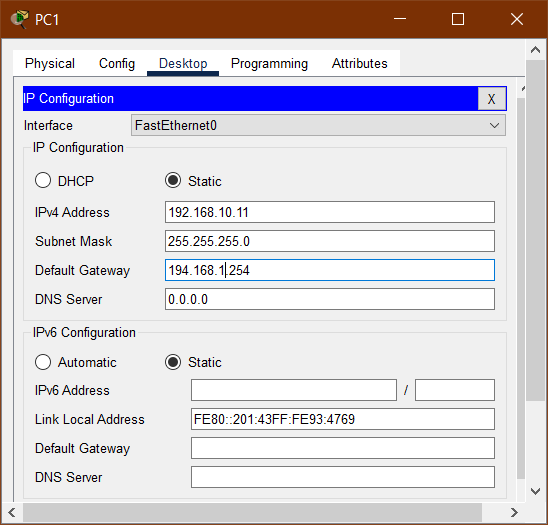 PC1
Physical Config Desktop Programming Attributes
IP Configuration X
Interface FastEthernet0
IP Configuration
DHCP Static
IPv4 Address 192.168.10.11
Subnet Mask 255.255.255.0
Default Gateway 194.168.1.254
DNS Server 0.0.0.0
IPv6 Configuration
Automatic Static
IPv6 Address /
Link Local Address FE80::201:43FF:FE93:4769
Default Gateway
DNS Server